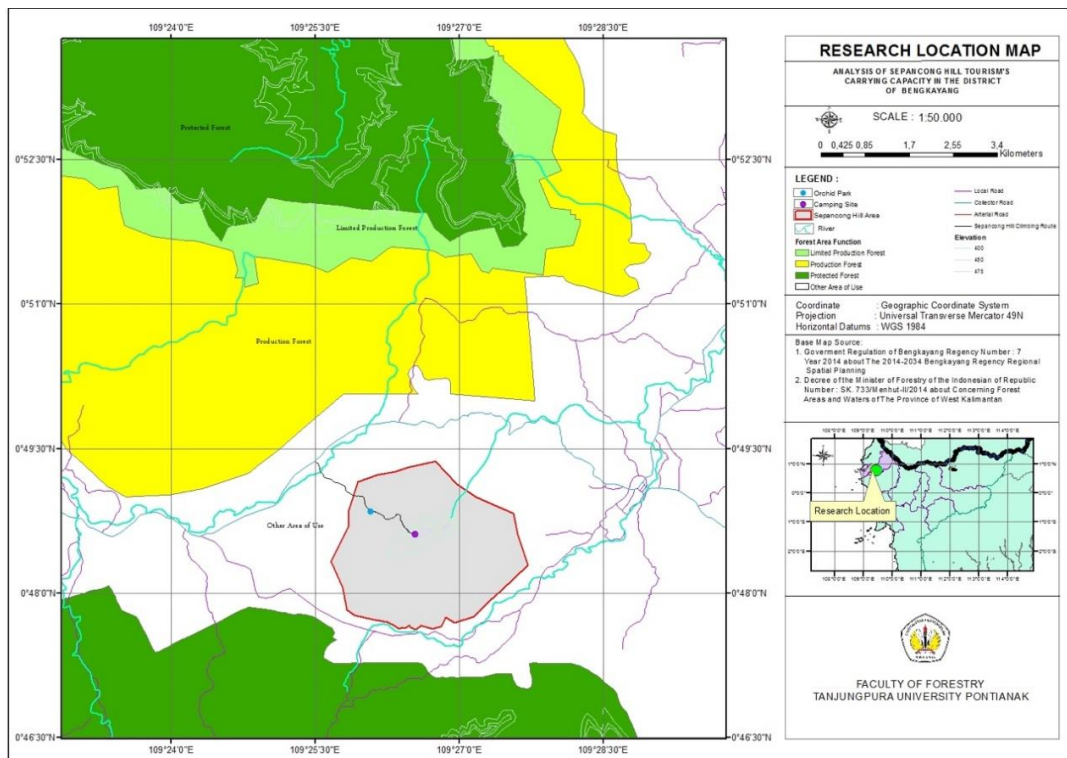 109°24'0"E 109°25'30"E 109°27'0"E 109°28'30"E
0°52'30"N 0°52'30"N
0°51'0"N 0°51'0"N
0°49'30"N 0°49'30"N
0°48'0"N 0°48'0"N
0°46'30"N 0°46'30"N
109°24'0"E 109°25'30"E 109°27'0"E 109°28'30"E
Protected Forest
Limited Production Forest
Production Forest
Other Area of Use
RESEARCH LOCATION MAP
ANALYSIS OF SEPANCONG HILL TOURISM'S
CARRYING CAPACITY IN THE DISTRICT
OF BENGKAYANG
SCALE : 1:50.000
0 0,425 0,85 1,7 2,55 3,4
Kilometers
LEGEND :
Orchid Park
Camping Site
Sepancong Hill Area
River
Forest Area Function
Limited Production Forest
Production Forest
Protected Forest
Other Area of Use
Local Road
Collector Road
Arterial Road
Sepancong Hill Climbing Route
Elevation
Coordinate : Geographic Coordinate System
Projection : Universal Transverse Mercator 49N
Horizontal Datums : WGS 1984
Base Map Source:
1. Goverment Regulation of Bengkayang Regency Number : 7
Year 2014 about The 2014-2034 Bengkayang Regency Regional
Spatial Planning
2. Decree of the Minister of Forestry of the Indonesian of Republic
Number : SK. 733/Menhut-II/2014 about Concerning Forest
Areas and Waters of The Province of West Kalimantan
Research Location
FACULTY OF FORESTRY
TANJUNGPURA UNIVERSITY PONTIANAK